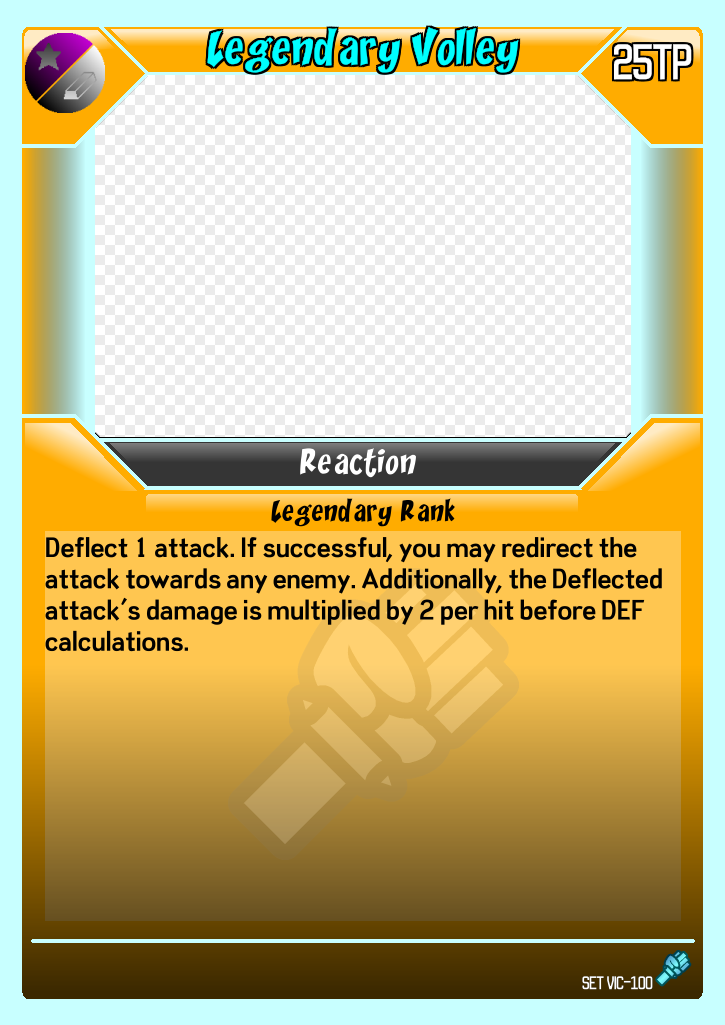 Legendary Volley
25TP
Reaction
Legendary Rank
Deflect 1 attack. If successful, you may redirect the
attack towards any enemy. Additionally, the Deflected
attack's damage is multiplied by 2 per hit before DEF
calculations.
SET VIC-100